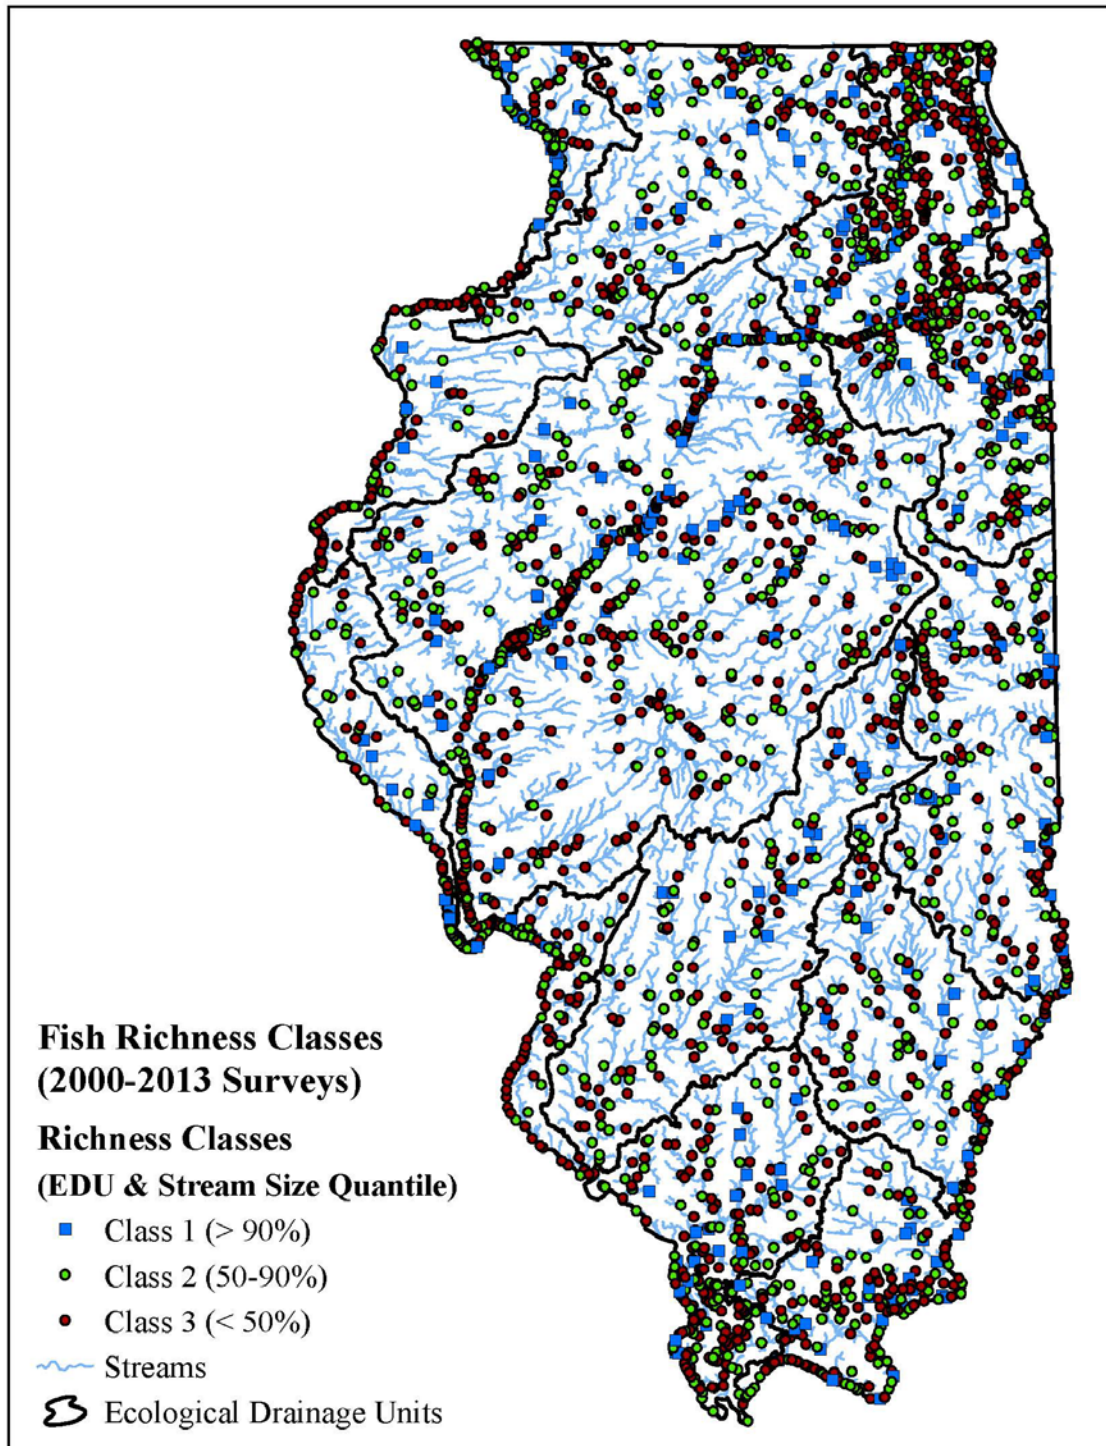 Fish Richness Classes
(2000-2013 Surveys)
Richness Classes
(EDU & Stream Size Quantile)
Class 1 (> 90%)
Class 2 (50-90%)
Class 3 (< 50%)
Streams
Ecological Drainage Units